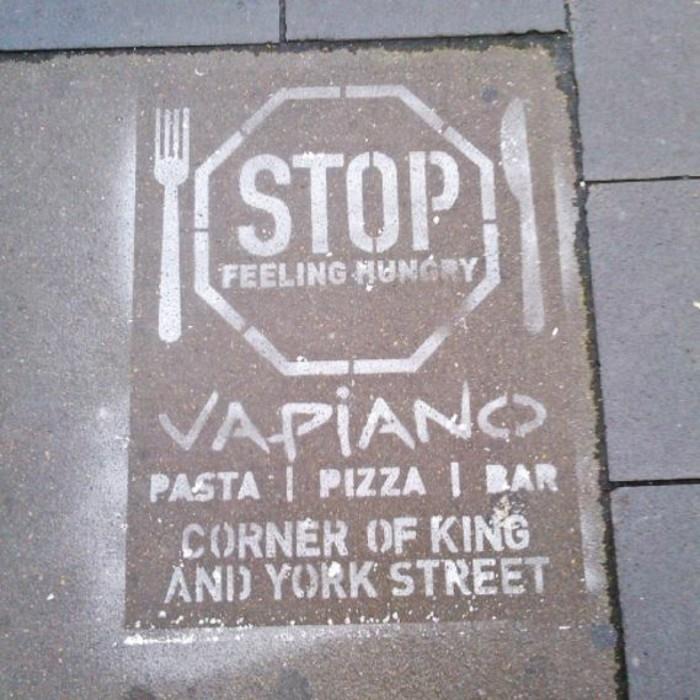 STOP
FEELING HUNGRY
VAPiANO
PASTA | PIZZA | BAR
CORNER OF KING
AND YORK STREET